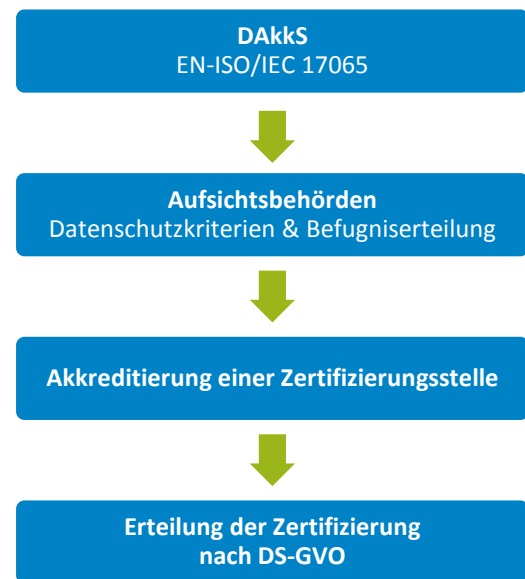 DAkkS
EN-ISO/IEC 17065
Aufsichtsbehörden
Datenschutzkriterien & Befugniserteilung
Akkreditierung einer Zertifizierungsstelle
Erteilung der Zertifizierung
nach DS-GVO